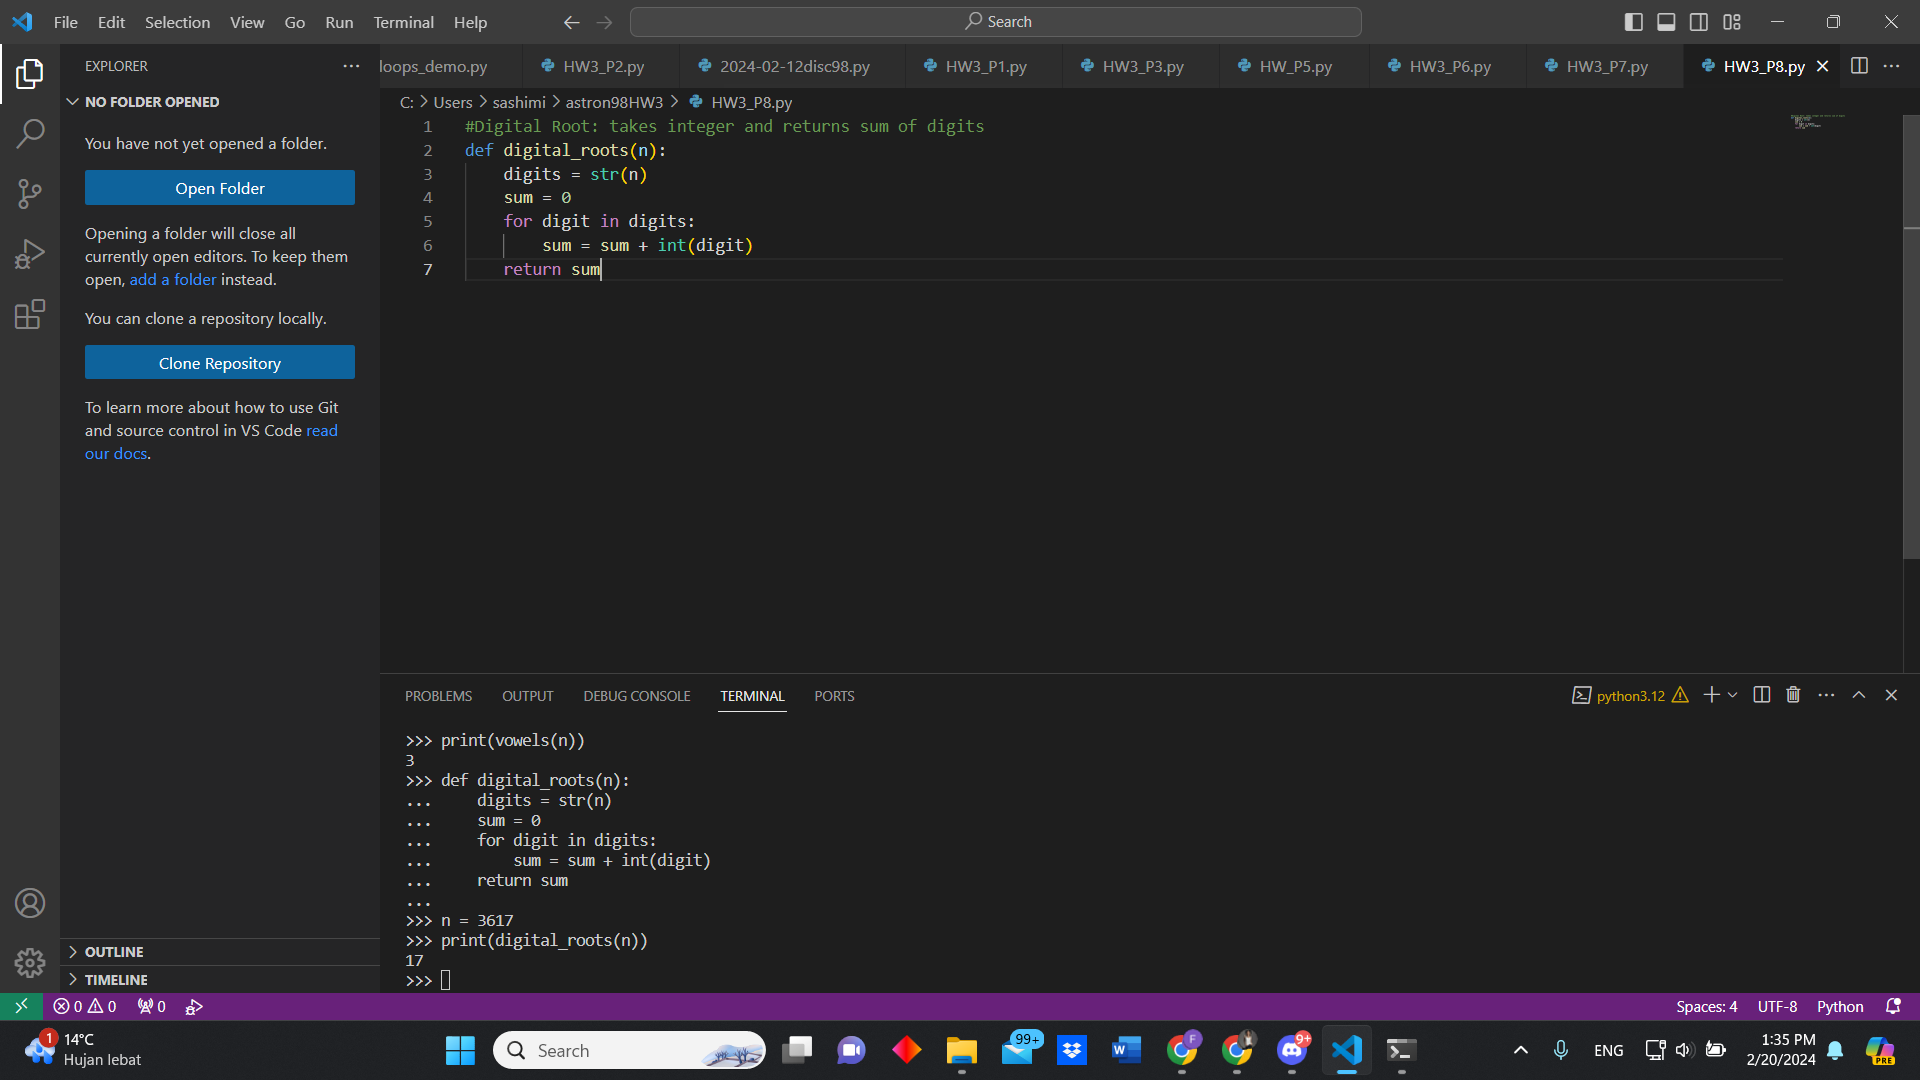 File Edit Selection View Go Run Terminal Help
Search
EXPLORER
NO FOLDER OPENED
You have not yet opened a folder.
Open Folder
Opening a folder will close all
currently open editors. To keep them
open, add a folder instead.
You can clone a repository locally.
Clone Repository
To learn more about how to use Git
and source control in VS Code read
our docs.
OUTLINE
TIMELINE
loops_demo.py HW3_P2.py 2024-02-12disc98.py HW3_P1.py HW3_P3.py HW_P5.py HW3_P6.py HW3_P7.py HW3_P8.py
C: > Users > sashimi > astron98HW3 > HW3_P8.py
1 #Digital Root: takes integer and returns sum of digits
2 def digital_roots(n):
3     digits = str(n)
4     sum = 0
5     for digit in digits:
6         sum = sum + int(digit)
7     return sum
PROBLEMS OUTPUT DEBUG CONSOLE TERMINAL PORTS
python3.12
>>> print(vowels(n))
3
>>> def digital_roots(n):
...     digits = str(n)
...     sum = 0
...     for digit in digits:
...         sum = sum + int(digit)
...     return sum
...
>>> n = 3617
>>> print(digital_roots(n))
17
>>>
0 0 0
Spaces: 4 UTF-8 Python
1
14°C
Hujan lebat
Search
99+
W
F
9+
ENG
1:35 PM
2/20/2024
PRE